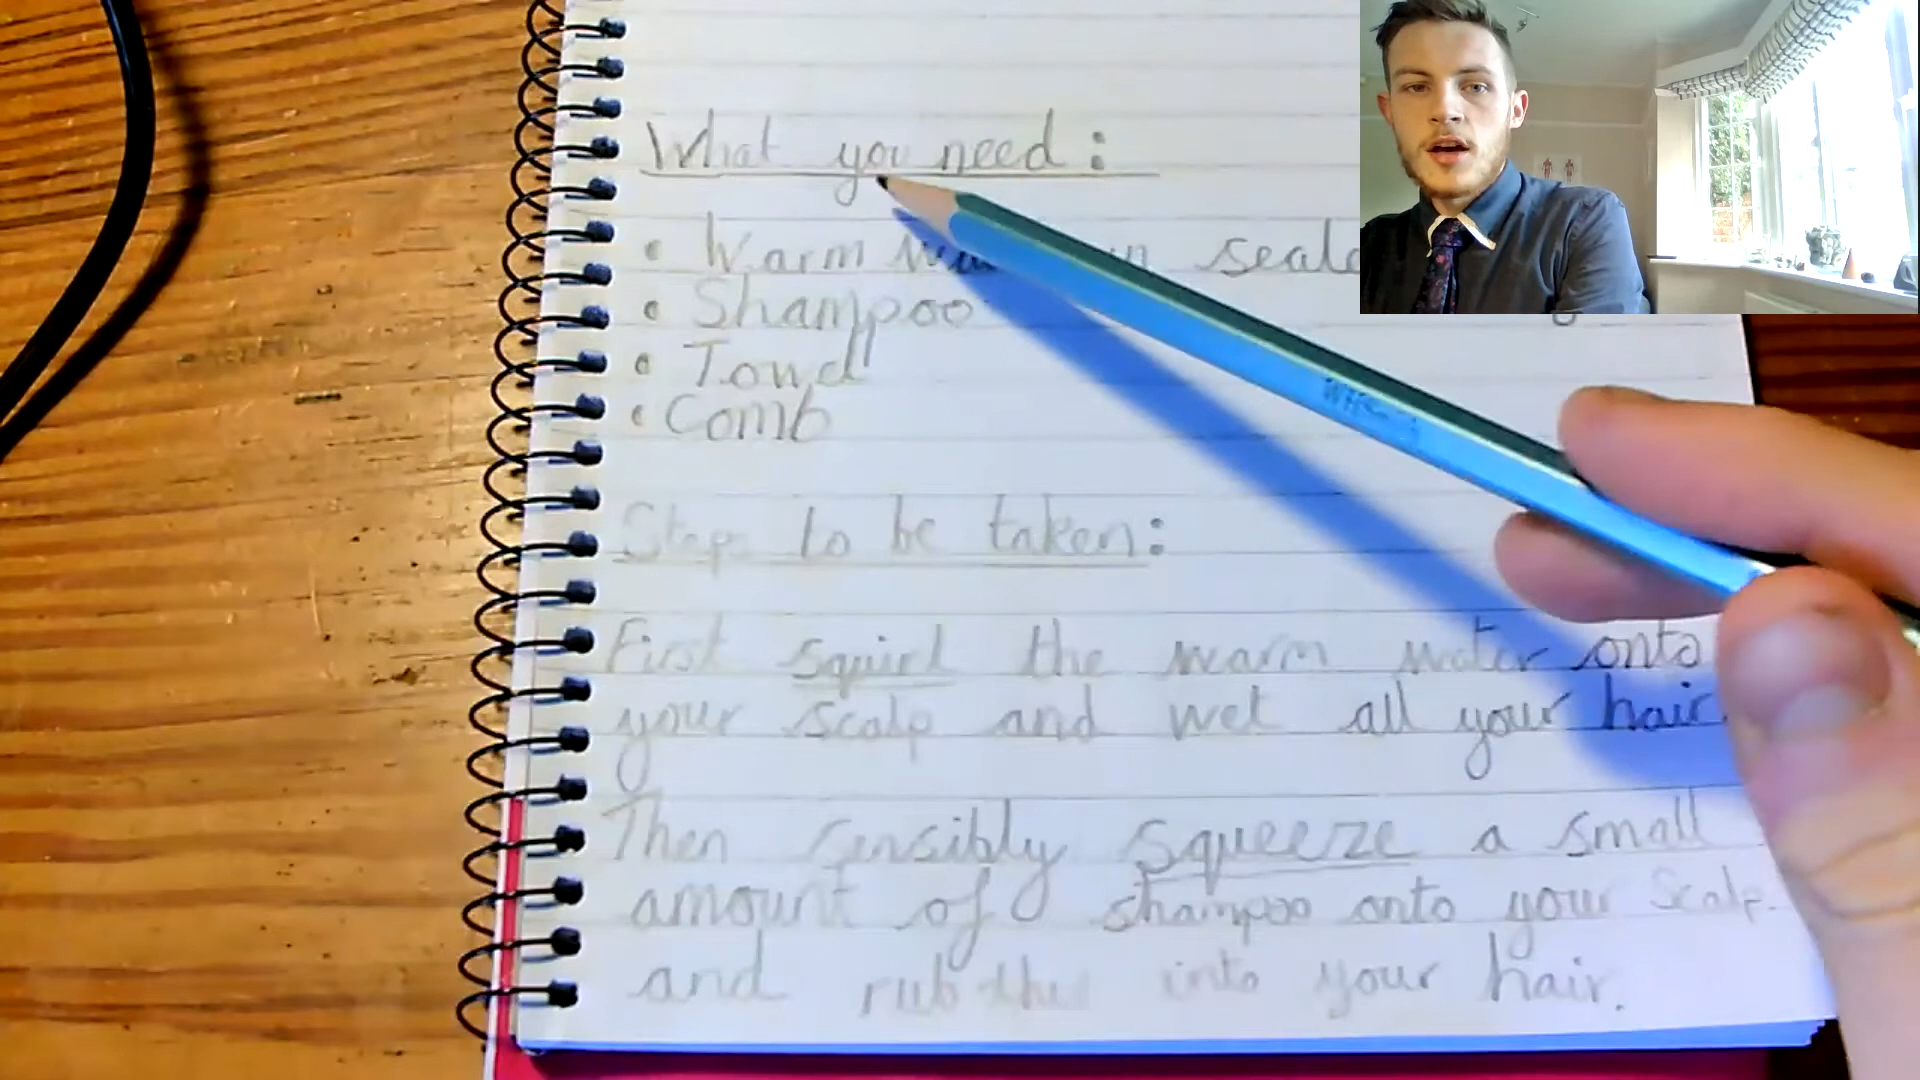 What you need:
• Warm in
• Shampoo
• Towel
• Comb
Steps to be taken:
First squirt the warm water onto
your scalp and wet all your hair.
Then sensibly squeeze a small
amount of shampoo onto your scalp.
and rub this into your hair.